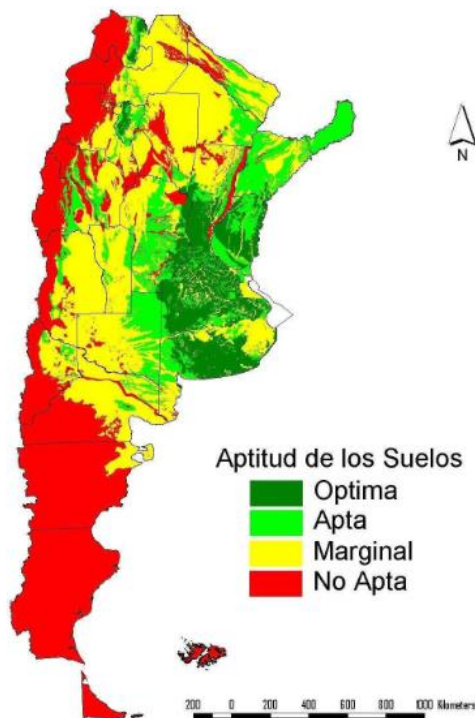 N
Aptitud de los Suelos
Optima
Apta
Marginal
No Apta
200 0 200 400 600 800 1000 Kilometers